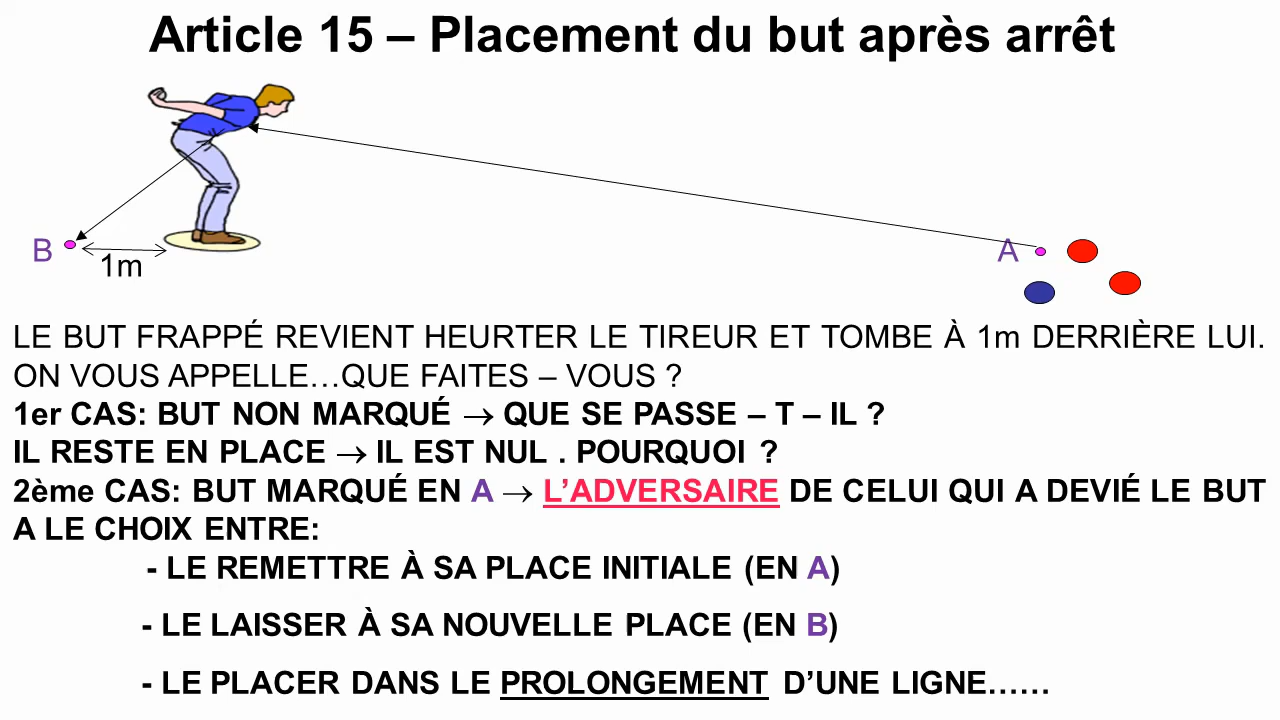 Article 15 – Placement du but après arrêt
B
1m
A
LE BUT FRAPPÉ REVIENT HEURTER LE TIREUR ET TOMBE À 1m DERRIÈRE LUI.
ON VOUS APPELLE…QUE FAITES – VOUS ?
1er CAS: BUT NON MARQUÉ → QUE SE PASSE – T – IL ?
IL RESTE EN PLACE → IL EST NUL . POURQUOI ?
2ème CAS: BUT MARQUÉ EN A → L’ADVERSAIRE DE CELUI QUI A DEVIÉ LE BUT
A LE CHOIX ENTRE:
- LE REMETTRE À SA PLACE INITIALE (EN A)
- LE LAISSER À SA NOUVELLE PLACE (EN B)
- LE PLACER DANS LE PROLONGEMENT D’UNE LIGNE……